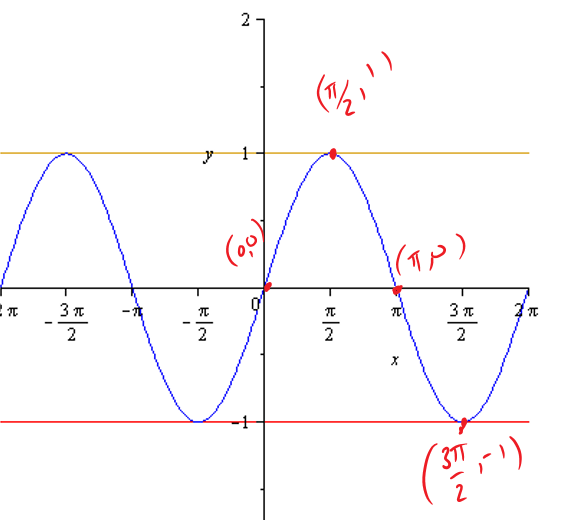 2
(π/2, 1)
y
1
(0,0)
(π,0)
0
2π
-3π/2
-π
-π/2
π/2
π
3π/2
2π
x
-1
(3π/2, -1)